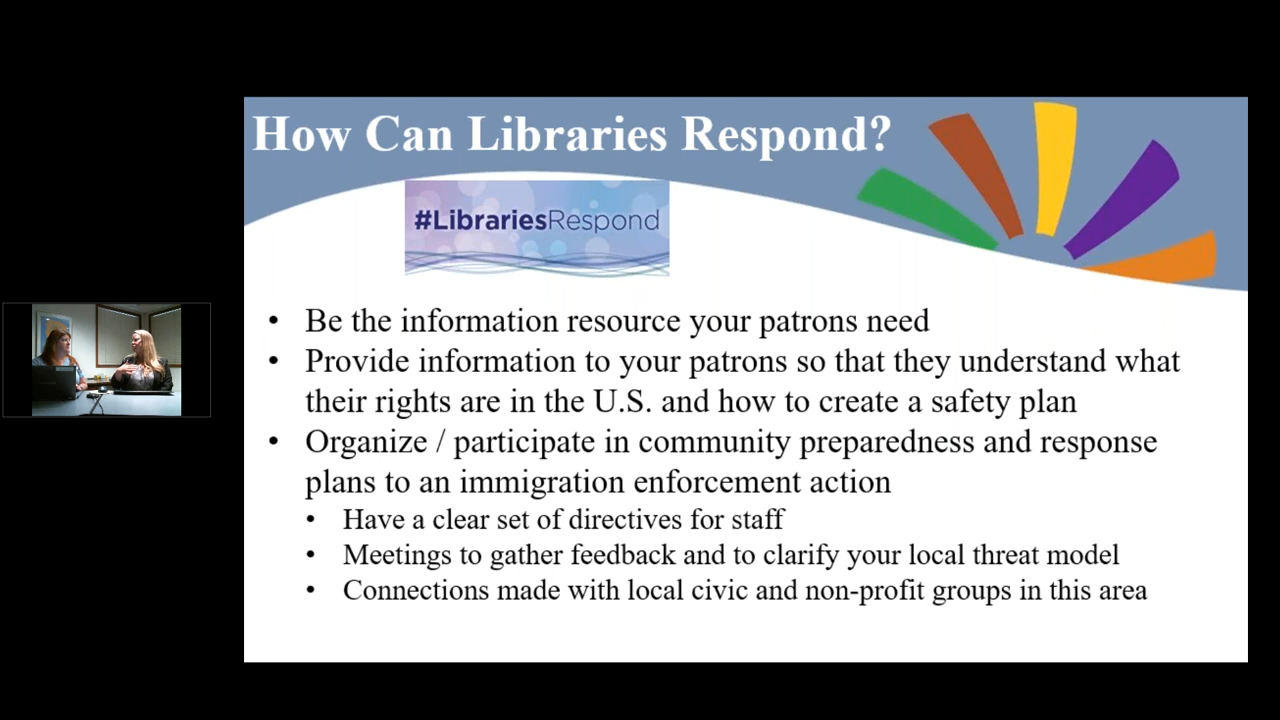 How Can Libraries Respond?
#LibrariesRespond
• Be the information resource your patrons need
• Provide information to your patrons so that they understand what
their rights are in the U.S. and how to create a safety plan
• Organize / participate in community preparedness and response
plans to an immigration enforcement action
• Have a clear set of directives for staff
• Meetings to gather feedback and to clarify your local threat model
• Connections made with local civic and non-profit groups in this area